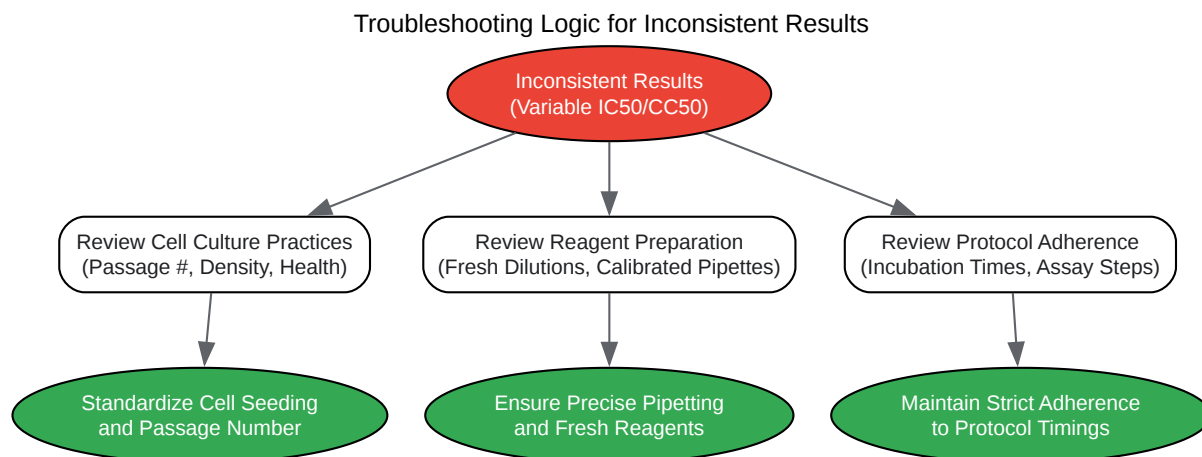 Troubleshooting Logic for Inconsistent Results
Inconsistent Results
(Variable IC50/CC50)
Review Cell Culture Practices
(Passage #, Density, Health)
Review Reagent Preparation
(Fresh Dilutions, Calibrated Pipettes)
Review Protocol Adherence
(Incubation Times, Assay Steps)
Standardize Cell Seeding
and Passage Number
Ensure Precise Pipetting
and Fresh Reagents
Maintain Strict Adherence
to Protocol Timings